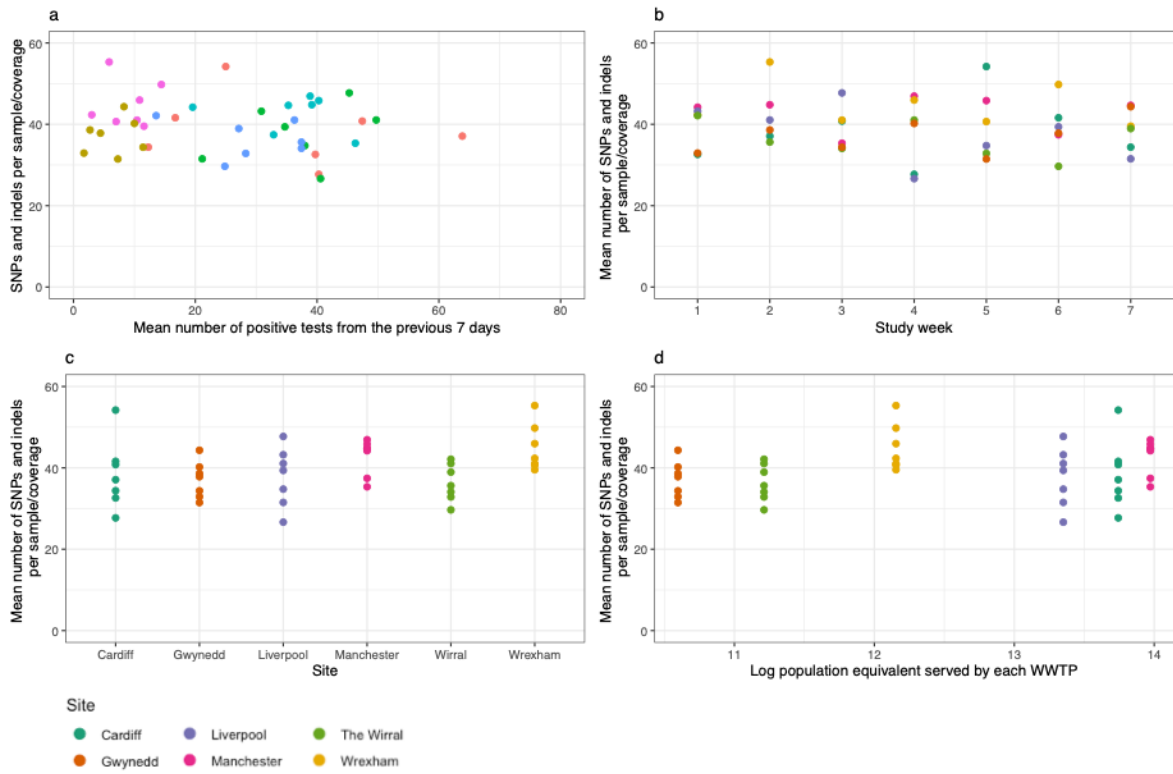 a
SNPs and indels per sample/coverage
60
40
20
0
0 20 40 60 80
Mean number of positive tests from the previous 7 days
b
Mean number of SNPs and indels
per sample/coverage
60
40
20
0
1 2 3 4 5 6 7
Study week
c
Mean number of SNPs and indels
per sample/coverage
60
40
20
0
Cardiff Gwynedd Liverpool Manchester Wirral Wrexham
Site
d
Mean number of SNPs and indels
per sample/coverage
60
40
20
0
11 12 13 14
Log population equivalent served by each WWTP
Site
Cardiff Liverpool The Wirral
Gwynedd Manchester Wrexham